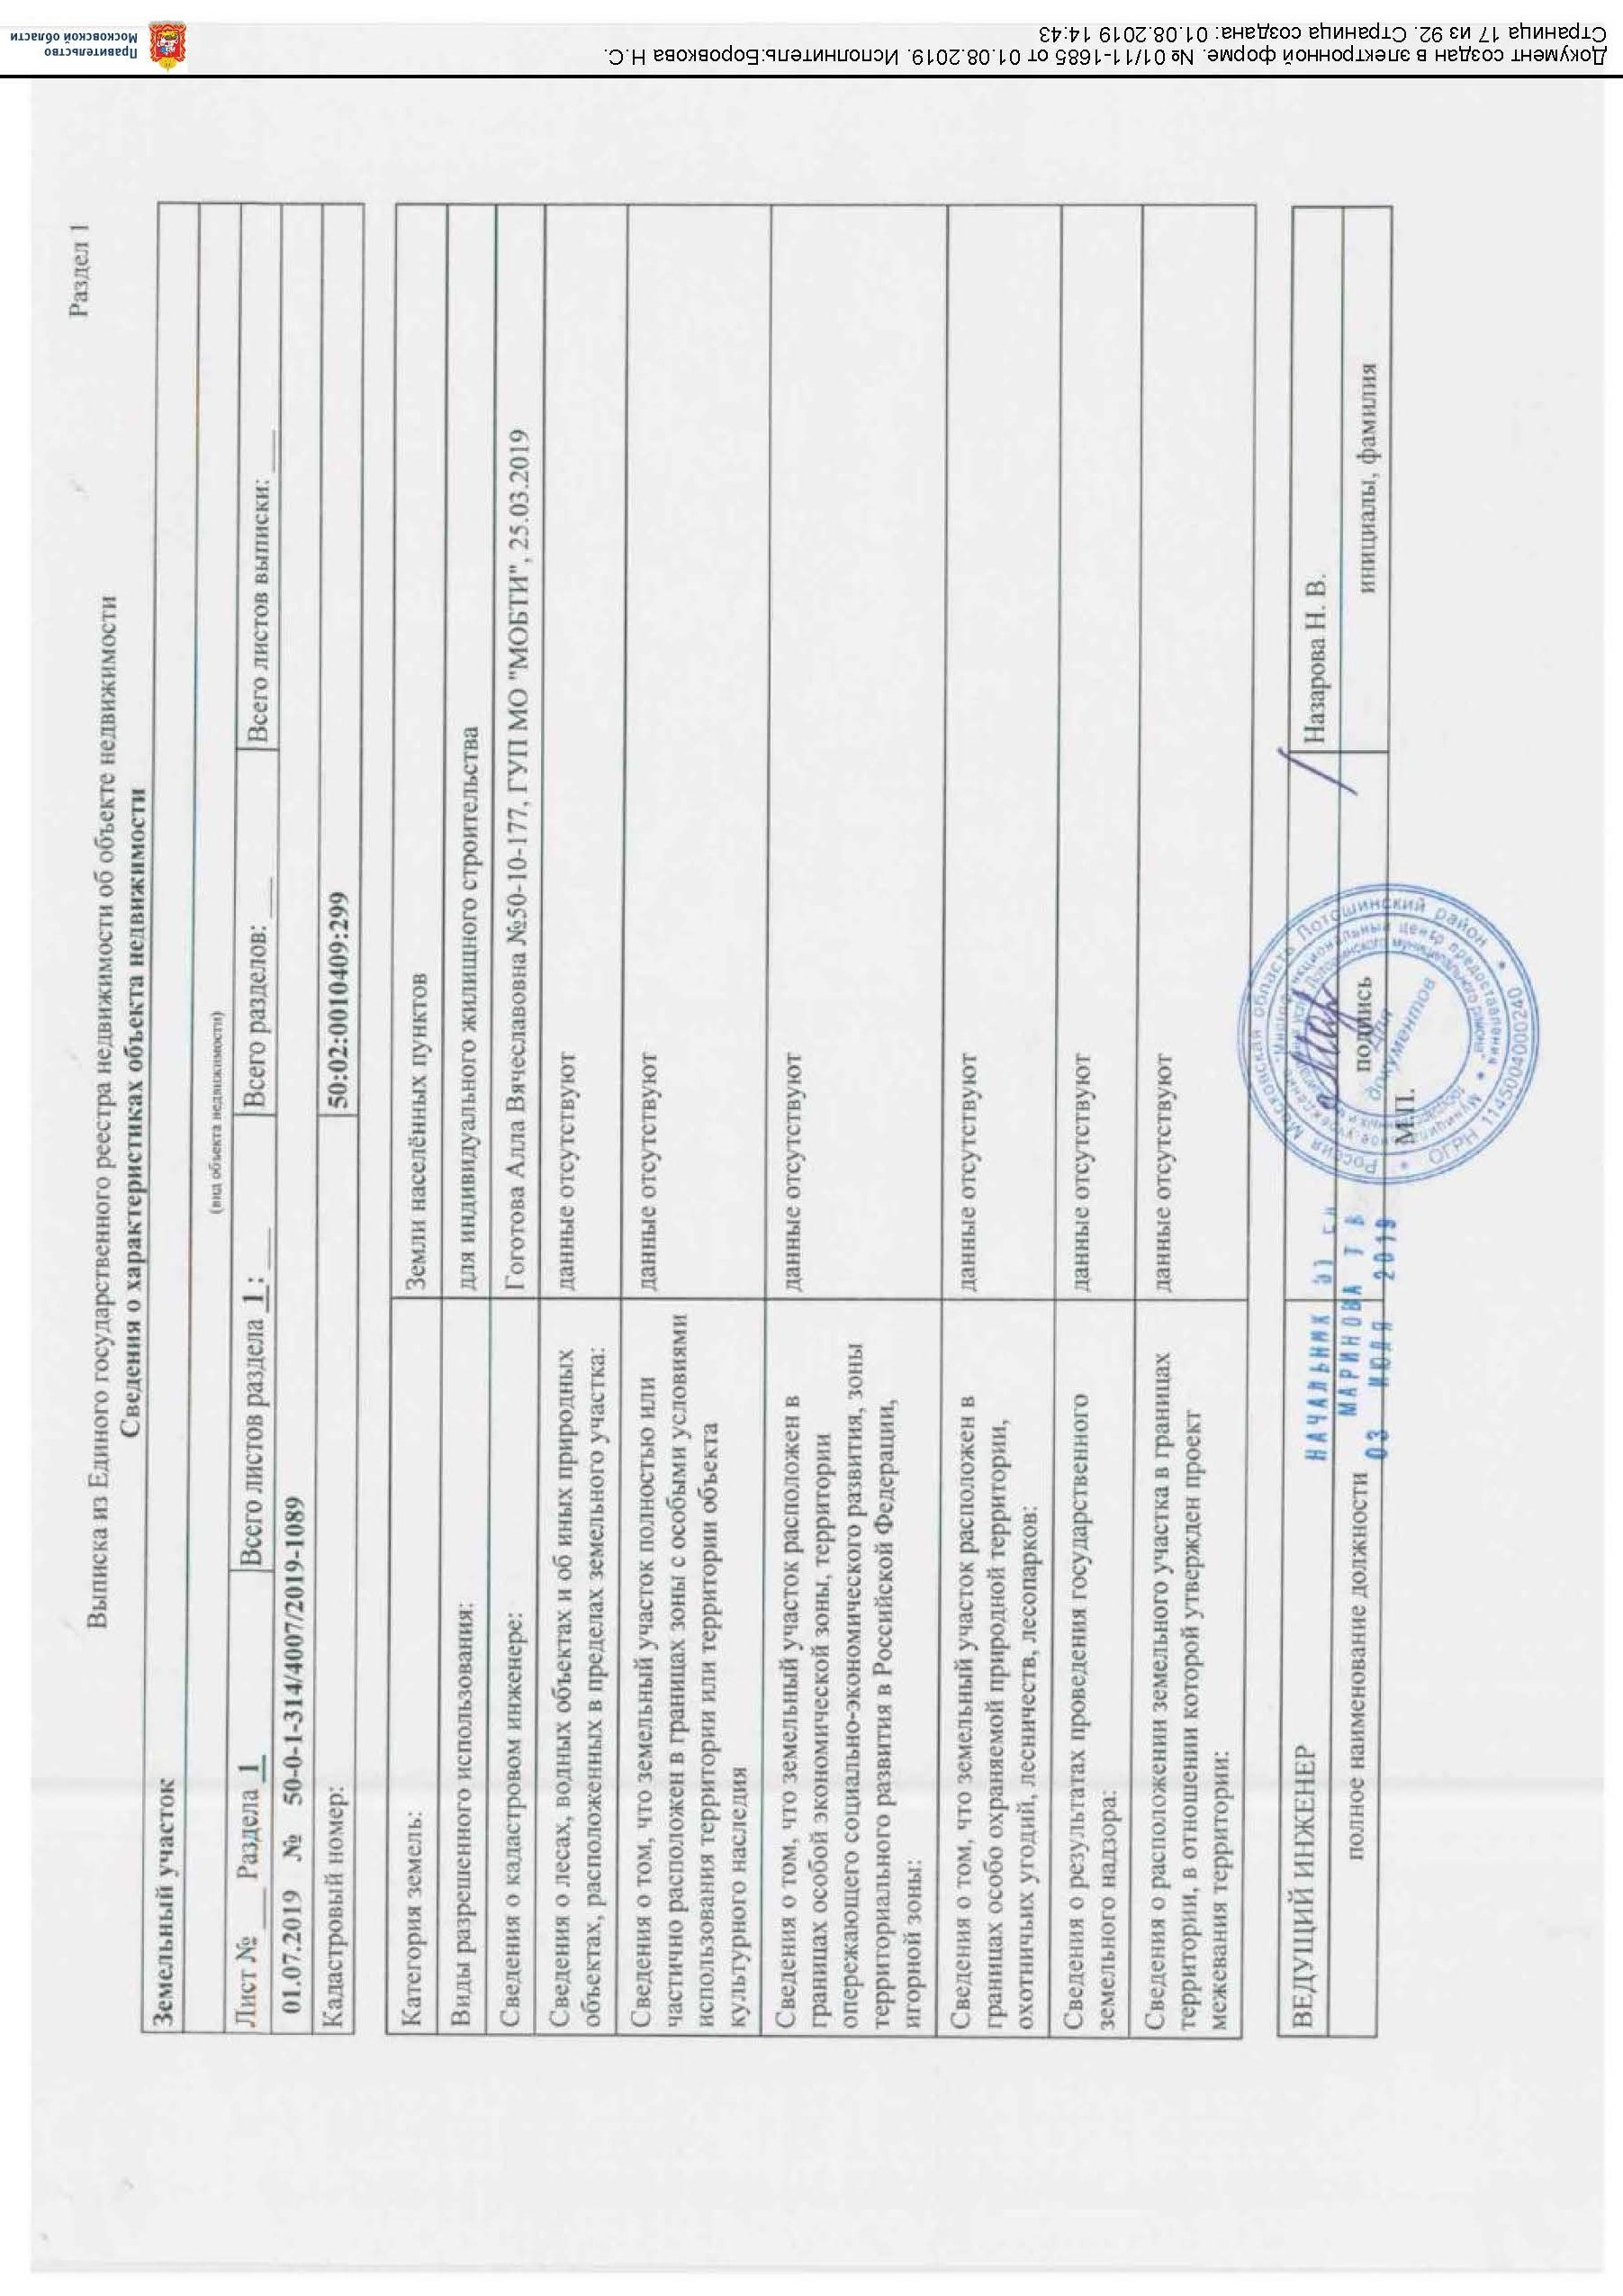 Документ создан в электронной форме. № 01/11-1685 от 01.08.2019. Исполнитель:Боровкова Н.С.
Страница 17 из 92. Страница создана: 01.08.2019 14:43
Правительство
Московской области
Раздел 1
Выписка из Единого государственного реестра недвижимости об объекте недвижимости
Сведения о характеристиках объекта недвижимости
Земельный участок
(вид объекта недвижимости)
Лист № ___ Раздела 1 Всего листов раздела 1 : ___ Всего разделов: ___ Всего листов выписки: ___
01.07.2019 № 50-0-1-314/4007/2019-1089
Кадастровый номер: 50:02:0010409:299
Категория земель: Земли населённых пунктов
Виды разрешенного использования: для индивидуального жилищного строительства
Сведения о кадастровом инженере: Гоготова Алла Вячеславовна №50-10-177, ГУП МО "МОБТИ", 25.03.2019
Сведения о лесах, водных объектах и об иных природных данные отсутствуют
объектах, расположенных в пределах земельного участка:
Сведения о том, что земельный участок полностью или данные отсутствуют
частично расположен в границах зоны с особыми условиями
использования территории или территории объекта
культурного наследия
Сведения о том, что земельный участок расположен в данные отсутствуют
границах особой экономической зоны, территории
опережающего социально-экономического развития, зоны
территориального развития в Российской Федерации,
игорной зоны:
Сведения о том, что земельный участок расположен в данные отсутствуют
границах особо охраняемой природной территории,
охотничьих угодий, лесничеств, лесопарков:
Сведения о результатах проведения государственного данные отсутствуют
земельного надзора:
Сведения о расположении земельного участка в границах данные отсутствуют
территории, в отношении которой утвержден проект
межевания территории:
ВЕДУЩИЙ ИНЖЕНЕР Назарова Н. В.
полное наименование должности подпись инициалы, фамилия
М.П.
НАЧАЛЬНИК
МАРИНОВА Т В
03 ИЮЛЯ 2019
Россия Московская область Лотошинский район
ОГРН 1145004000240
Для
документов